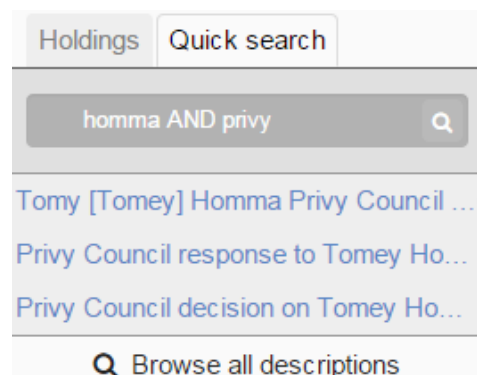 Holdings Quick search
homma AND privy
Tomy [Tomey] Homma Privy Council ...
Privy Council response to Tomey Ho...
Privy Council decision on Tomey Ho...
Browse all descriptions